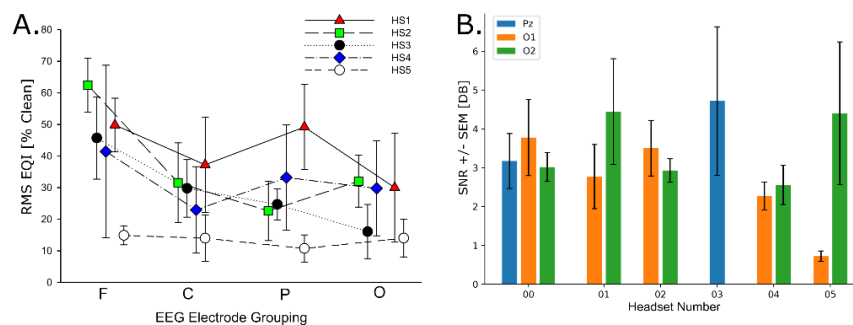 A.
HS1
HS2
HS3
HS4
HS5
RMS EQI [% Clean]
80
70
60
50
40
30
20
10
0
F C P O
EEG Electrode Grouping
B.
Pz
O1
O2
SNR +/- SEM [DB]
6
5
4
3
2
1
0
00 01 02 03 04 05
Headset Number